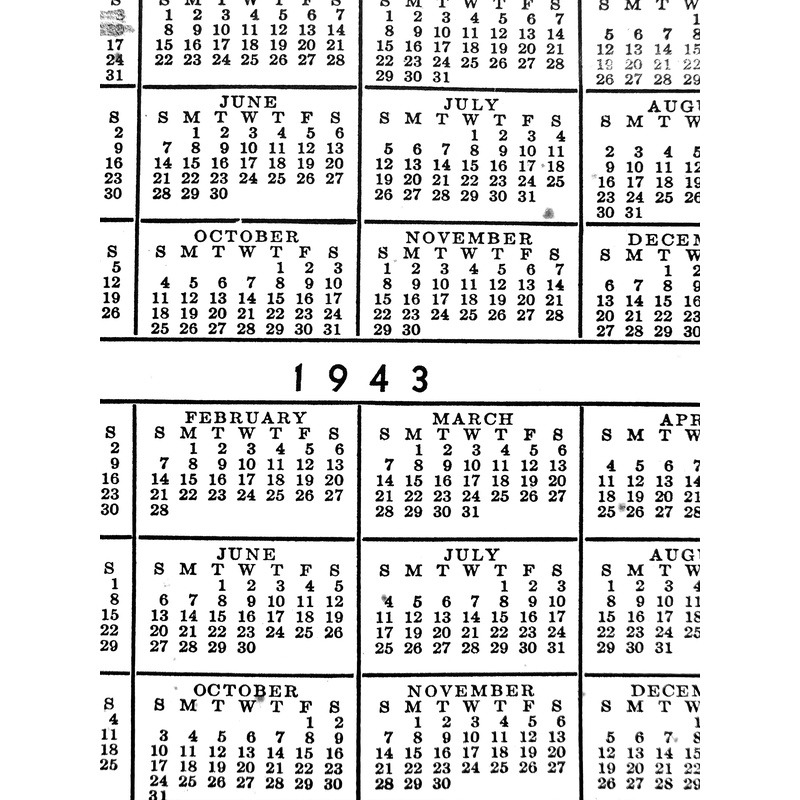 S
3
17
24
31
S M T W T F S
1 2 3 4 5 6 7
8 9 10 11 12 13 14
15 16 17 18 19 20 21
22 23 24 25 26 27 28
S M T W T F S
1 2 3 4 5 6 7
8 9 10 11 12 13 14
15 16 17 18 19 20 21
22 23 24 25 26 27 28
29 30 31
S M T W
1
5 6 7 8
12 13 14 15
19 20 21 22
26 27 28 29
S
2
9
16
23
30
JUNE
S M T W T F S
1 2 3 4 5 6
7 8 9 10 11 12 13
14 15 16 17 18 19 20
21 22 23 24 25 26 27
28 29 30
JULY
S M T W T F S
1 2 3 4
5 6 7 8 9 10 11
12 13 14 15 16 17 18
19 20 21 22 23 24 25
26 27 28 29 30 31
AUGU
S M T W
2 3 4 5
9 10 11 12
16 17 18 19
23 24 25 26
30 31
S
5
12
19
26
OCTOBER
S M T W T F S
1 2 3
4 5 6 7 8 9 10
11 12 13 14 15 16 17
18 19 20 21 22 23 24
25 26 27 28 29 30 31
NOVEMBER
S M T W T F S
1 2 3 4 5 6 7
8 9 10 11 12 13 14
15 16 17 18 19 20 21
22 23 24 25 26 27 28
29 30
DECEM
S M T W
1 2
6 7 8 9
13 14 15 16
20 21 22 23
27 28 29 30
1943
S
2
9
16
23
30
FEBRUARY
S M T W T F S
1 2 3 4 5 6
7 8 9 10 11 12 13
14 15 16 17 18 19 20
21 22 23 24 25 26 27
28
MARCH
S M T W T F S
1 2 3 4 5 6
7 8 9 10 11 12 13
14 15 16 17 18 19 20
21 22 23 24 25 26 27
28 29 30 31
APR
S M T W
4 5 6 7
11 12 13 14
18 19 20 21
25 26 27 28
S
1
8
15
22
29
JUNE
S M T W T F S
1 2 3 4 5
6 7 8 9 10 11 12
13 14 15 16 17 18 19
20 21 22 23 24 25 26
27 28 29 30
JULY
S M T W T F S
1 2 3
4 5 6 7 8 9 10
11 12 13 14 15 16 17
17 19 20 21 22 23 24
25 26 27 28 29 30 31
AUGU
S M T W
1 2 3 4
8 9 10 11
15 16 17 18
22 23 24 25
29 30 31
S
4
11
18
25
OCTOBER
S M T W T F S
1 2
3 4 5 6 7 8 9
10 11 12 13 14 15 16
17 18 19 20 21 22 23
24 25 26 27 28 29 30
31
NOVEMBER
S M T W T F S
1 2 3 4 5 6
7 8 9 10 11 12 13
14 15 16 17 18 19 20
21 22 23 24 25 26 27
28 29 30
DECEM
S M T W
1
5 6 7 8
12 13 14 15
19 20 21 22
26 27 28 29